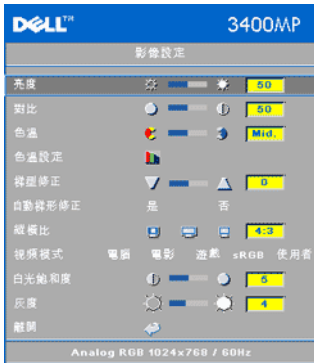 DELL™ 3400MP
影像設定
亮度 50
對比 50
色溫 Mid.
色溫設定
梯型修正 0
自動梯形修正 是 否
縱橫比 4:3
視頻模式 電腦 電影 遊戲 sRGB 使用者
白光飽和度 5
灰度 4
離開
Analog RGB 1024x768 / 60Hz